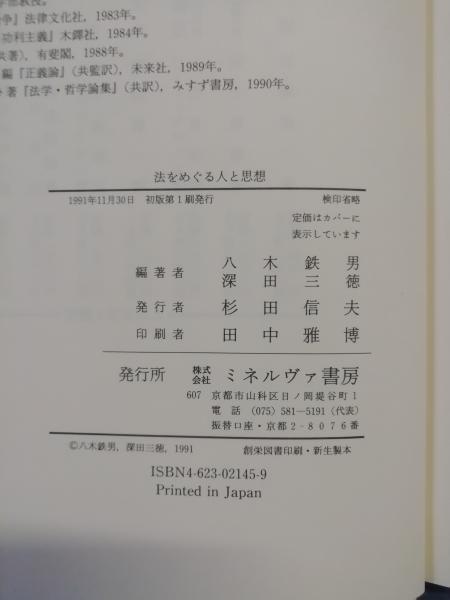 争』法律文化社，1983年。
功利主義』木鐸社，1984年。
共著），有斐閣，1988年。
編『正義論』（共監訳），未来社，1989年。
著『法学・哲学論集』（共訳），みすず書房，1990年。
法をめぐる人と思想
1991年11月30日　初版第1刷発行　検印省略
定価はカバーに
表示しています
編著者　八木鉄男
深田三徳
発行者　杉田信夫
印刷者　田中雅博
発行所　株式会社　ミネルヴァ書房
607　京都市山科区日ノ岡堤谷町1
電話　(075) 581―5191（代表）
振替口座・京都2-8076番
©八木鉄男，深田三徳，1991　創栄図書印刷・新生製本
ISBN4-623-02145-9
Printed in Japan